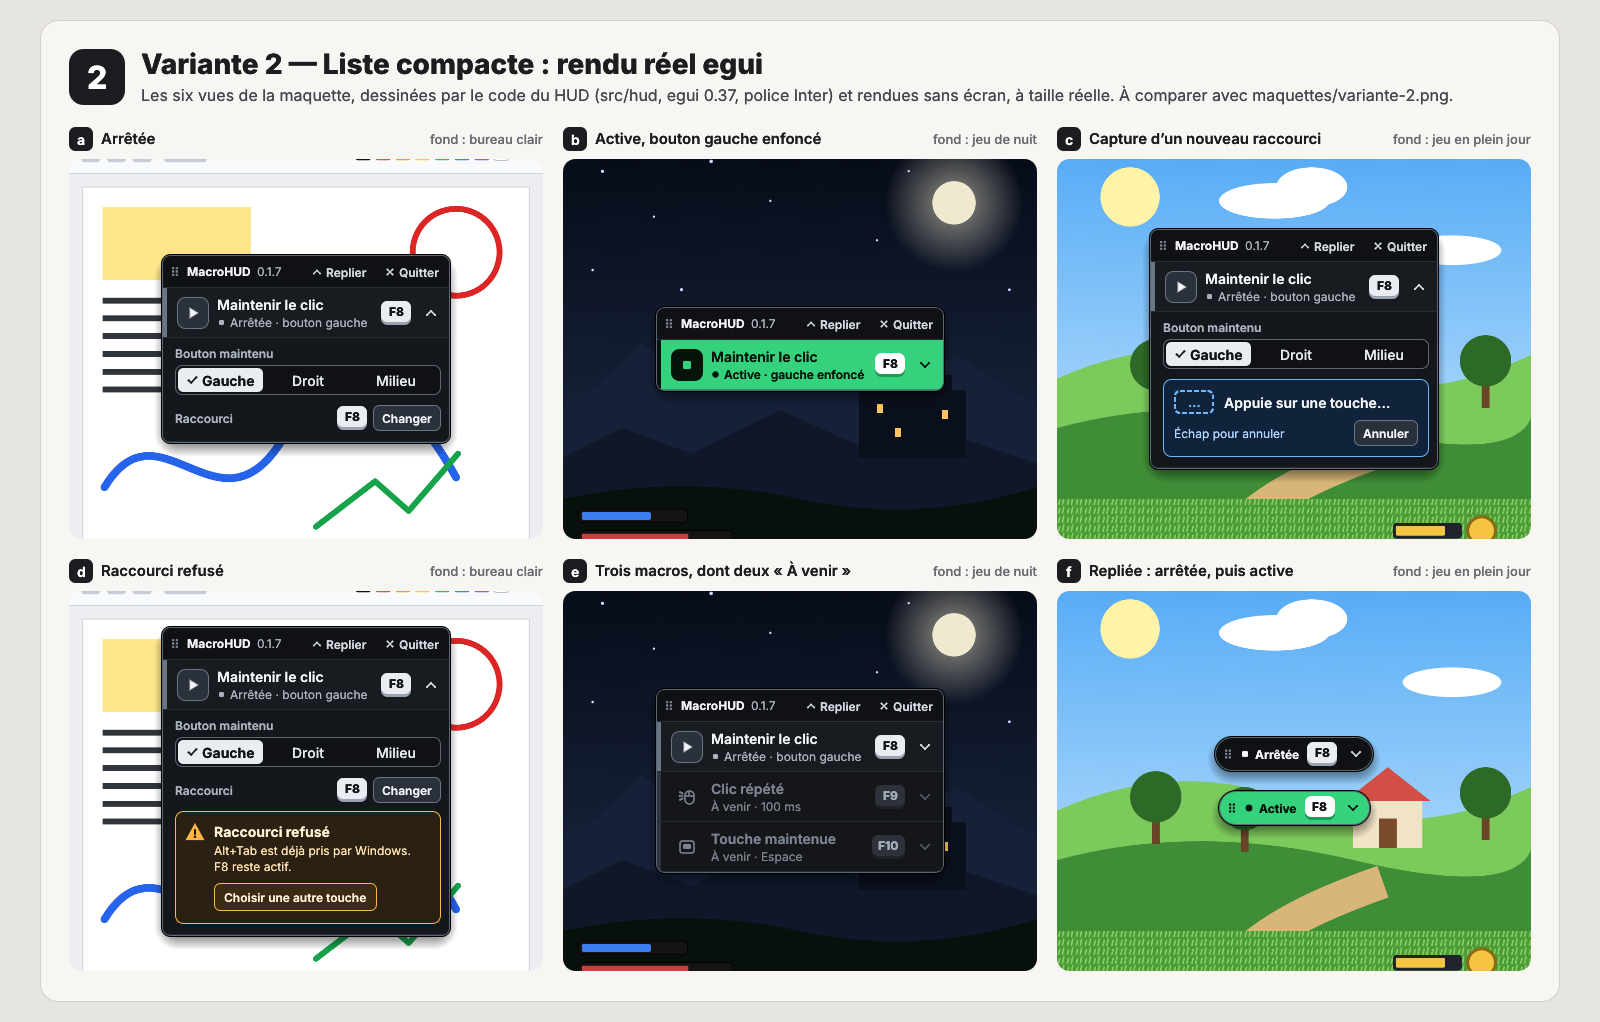 2
Variante 2 — Liste compacte : rendu réel egui
Les six vues de la maquette, dessinées par le code du HUD (src/hud, egui 0.37, police Inter) et rendues sans écran, à taille réelle. À comparer avec maquettes/variante-2.png.
a Arrêtée fond : bureau clair
MacroHUD 0.1.7 Replier Quitter
Maintenir le clic
Arrêtée · bouton gauche
F8
Bouton maintenu
Gauche Droit Milieu
Raccourci F8 Changer
b Active, bouton gauche enfoncé fond : jeu de nuit
MacroHUD 0.1.7 Replier Quitter
Maintenir le clic
Active · gauche enfoncé
F8
c Capture d’un nouveau raccourci fond : jeu en plein jour
MacroHUD 0.1.7 Replier Quitter
Maintenir le clic
Arrêtée · bouton gauche
F8
Bouton maintenu
Gauche Droit Milieu
... Appuie sur une touche...
Échap pour annuler Annuler
d Raccourci refusé fond : bureau clair
MacroHUD 0.1.7 Replier Quitter
Maintenir le clic
Arrêtée · bouton gauche
F8
Bouton maintenu
Gauche Droit Milieu
Raccourci F8 Changer
Raccourci refusé
Alt+Tab est déjà pris par Windows.
F8 reste actif.
Choisir une autre touche
e Trois macros, dont deux « À venir » fond : jeu de nuit
MacroHUD 0.1.7 Replier Quitter
Maintenir le clic
Arrêtée · bouton gauche
F8
Clic répété
À venir · 100 ms
F9
Touche maintenue
À venir · Espace
F10
f Repliée : arrêtée, puis active fond : jeu en plein jour
Arrêtée F8
Active F8